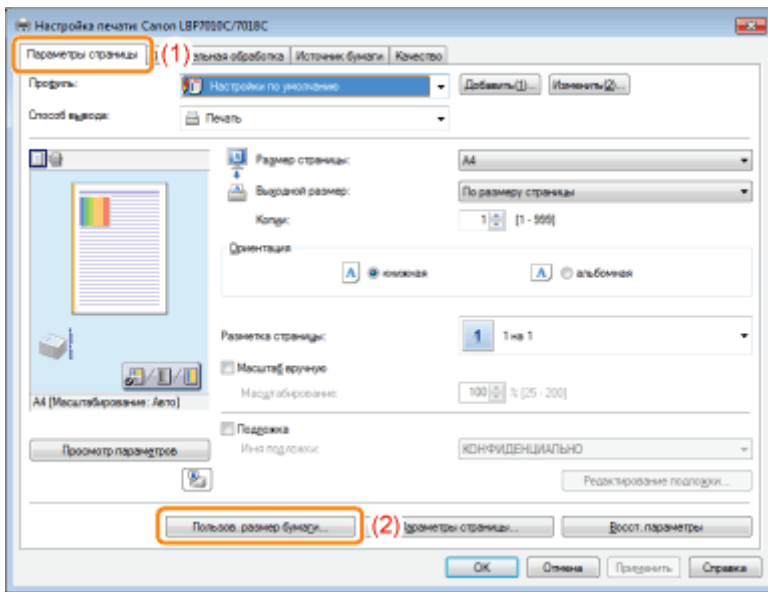 Настройка печати: Canon LBP7010C/7018C
Параметры страницы (1) альная обработка Источник бумаги Качество
Профиль: Настройки по умолчанию Добавить(1)... Изменить(2)...
Способ вывода: Печать
Размер страницы: A4
Выходной размер: По размеру страницы
Копии: 1 [1 - 999]
Ориентация
A книжная A альбомная
Разметка страницы: 1 1 на 1
Масштаб вручную
Масштабирование: 100 % [25 - 200]
A4 [Масштабирование: Авто]
Подложка
Просмотр параметров Имя подложки: КОНФИДЕНЦИАЛЬНО
Редактирование подложки...
Пользов. размер бумаги... (2) Параметры страницы... Восст. параметры
OK Отмена Применить Справка